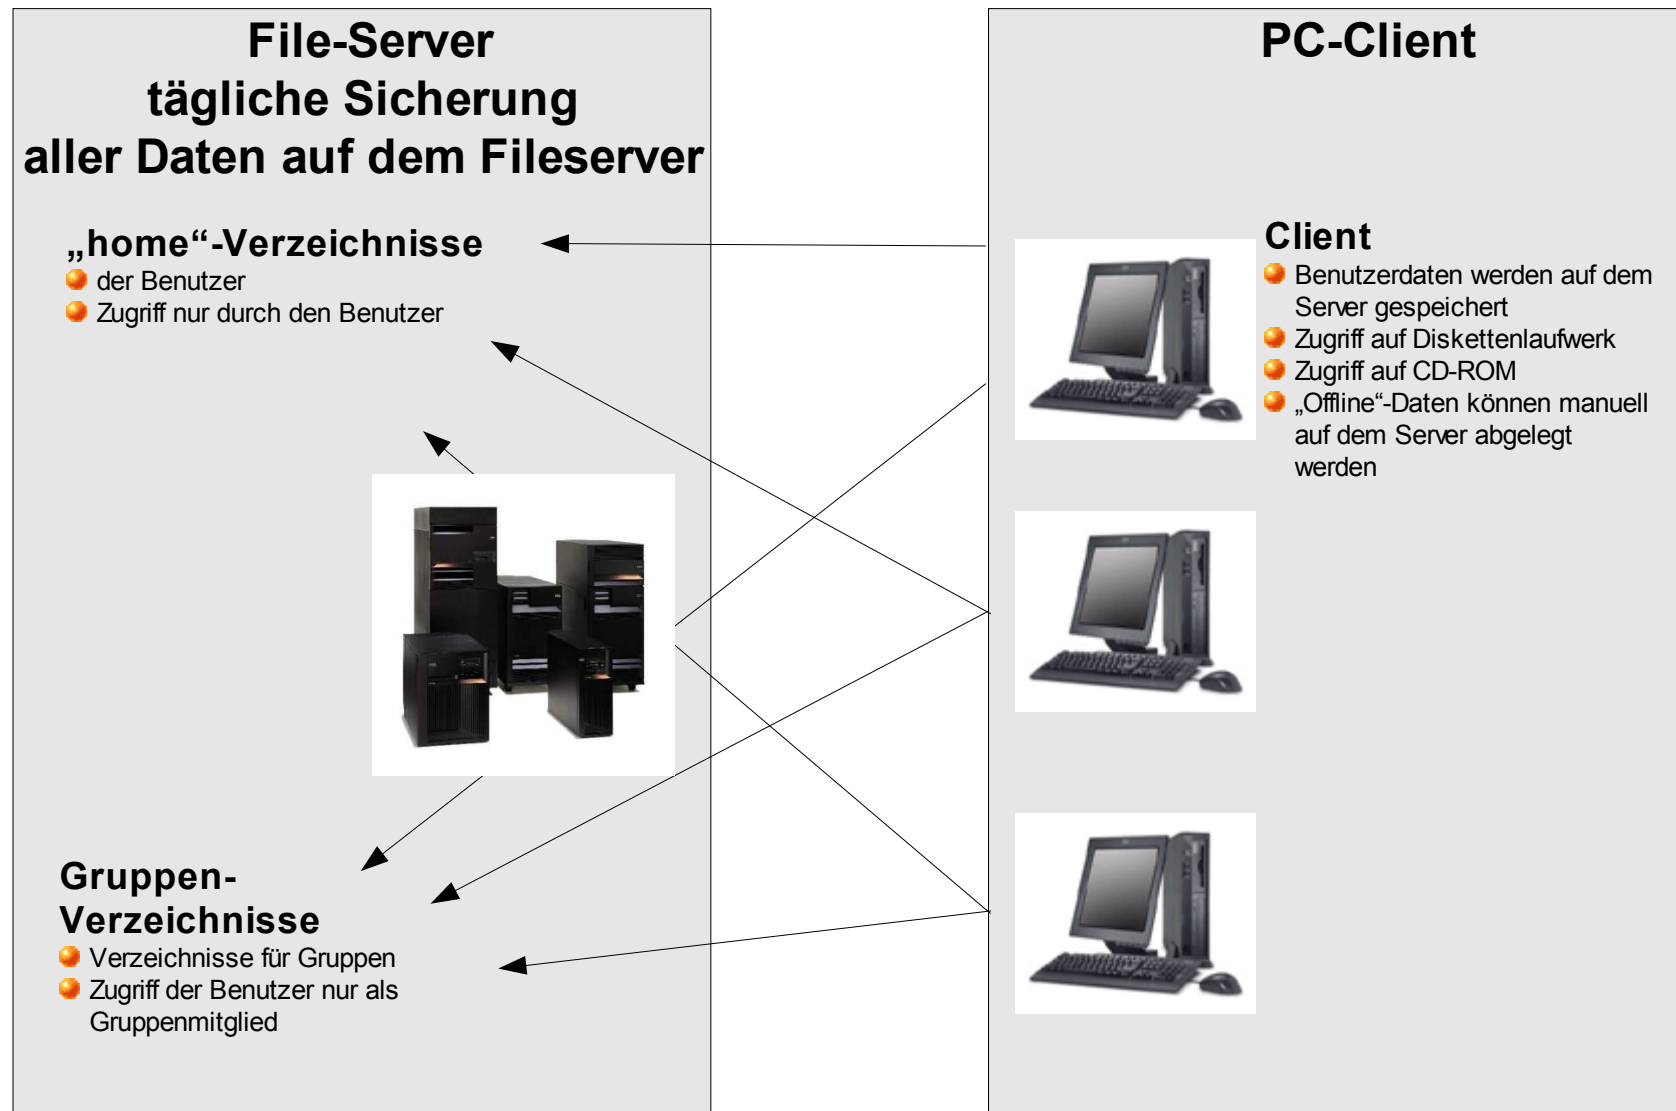 File-Server
tägliche Sicherung
aller Daten auf dem Fileserver
„home“-Verzeichnisse
der Benutzer
Zugriff nur durch den Benutzer
Gruppen-
Verzeichnisse
Verzeichnisse für Gruppen
Zugriff der Benutzer nur als
Gruppenmitglied
PC-Client
Client
Benutzerdaten werden auf dem
Server gespeichert
Zugriff auf Diskettenlaufwerk
Zugriff auf CD-ROM
„Offline“-Daten können manuell
auf dem Server abgelegt
werden